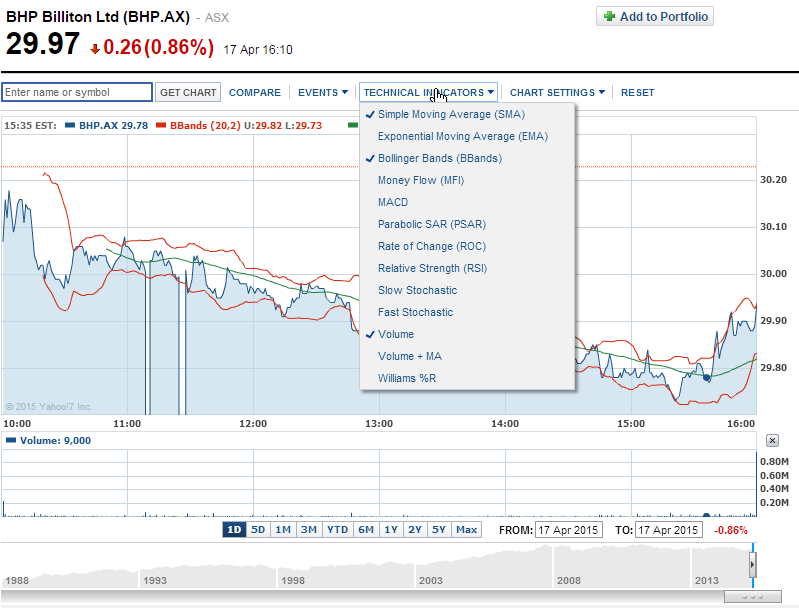 BHP Billiton Ltd (BHP.AX) - ASX
Add to Portfolio
29.97 0.26(0.86%) 17 Apr 16:10
Enter name or symbol GET CHART COMPARE EVENTS TECHNICAL INDICATORS CHART SETTINGS RESET
15:35 EST: BHP.AX 29.78 BBands (20,2) U:29.82 L:29.73
Simple Moving Average (SMA)
Exponential Moving Average (EMA)
Bollinger Bands (BBands)
Money Flow (MFI)
MACD
Parabolic SAR (PSAR)
Rate of Change (ROC)
Relative Strength (RSI)
Slow Stochastic
Fast Stochastic
Volume
Volume + MA
Williams %R
30.20
30.10
30.00
29.90
29.80
© 2015 Yahoo!7 Inc.
10:00 11:00 12:00 13:00 14:00 15:00 16:00
Volume: 9,000
0.80M
0.60M
0.40M
0.20M
1D 5D 1M 3M YTD 6M 1Y 2Y 5Y Max FROM: 17 Apr 2015 TO: 17 Apr 2015 -0.86%
1988 1993 1998 2003 2008 2013